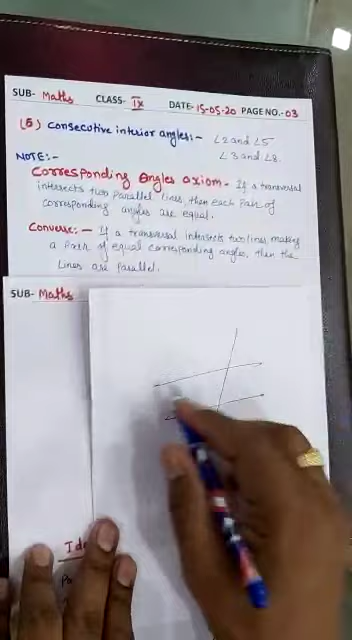 SUB- Maths CLASS- IX DATE- 15-05-20 PAGE NO.- 03
(5) Consecutive interior angles:- ∠2 and ∠5
∠3 and ∠8.
NOTE:-
Corresponding Angles axiom - If a transversal
intersects two parallel lines, then each pair of
corresponding angles are equal.
Converse:- If a transversal intersects two lines, making
a pair of equal corresponding angles, then the
lines are parallel.
SUB- Maths